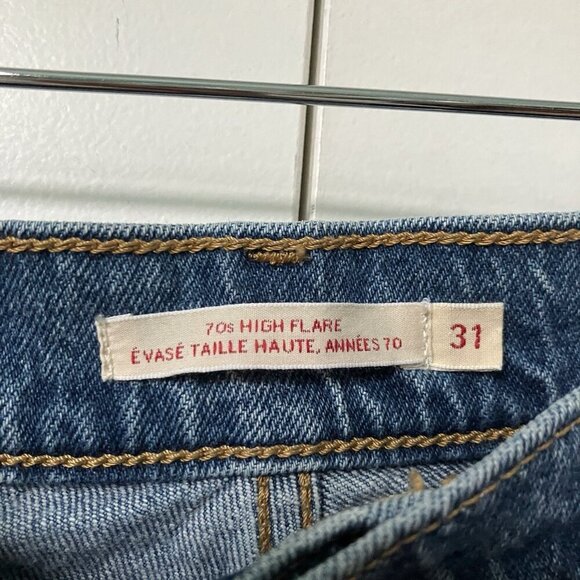 70s HIGH FLARE
ÉVASÉ TAILLE HAUTE, ANNÉES 70
31